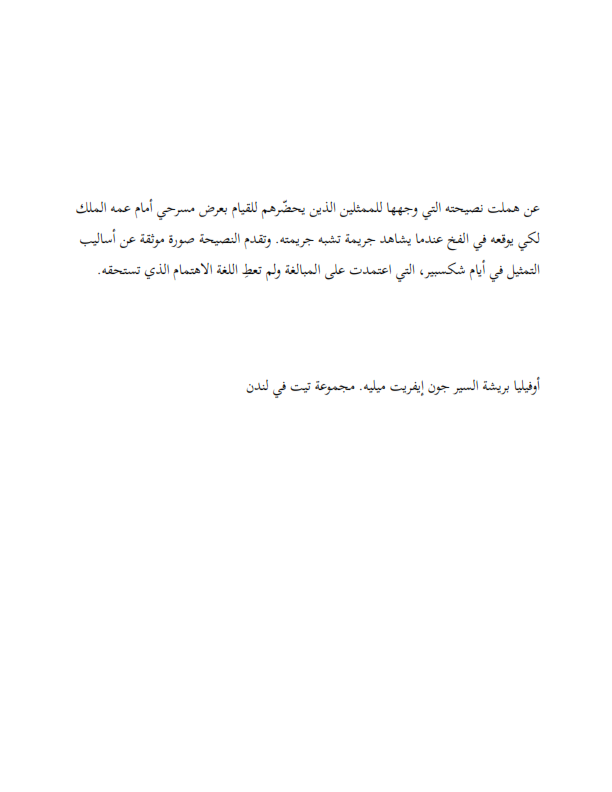 عن هملت نصيحته التي وجهها للممثلين الذين يحضّرهم للقيام بعرض مسرحي أمام عمه الملك
لكي يوقعه في الفخ عندما يشاهد جريمة تشبه جريمته. وتقدم النصيحة صورة موثقة عن أساليب
التمثيل في أيام شكسبير، التي اعتمدت على المبالغة ولم تعطِ اللغة الاهتمام الذي تستحقه.
أوفيليا بريشة السير جون إيفريت ميليه. مجموعة تيت في لندن